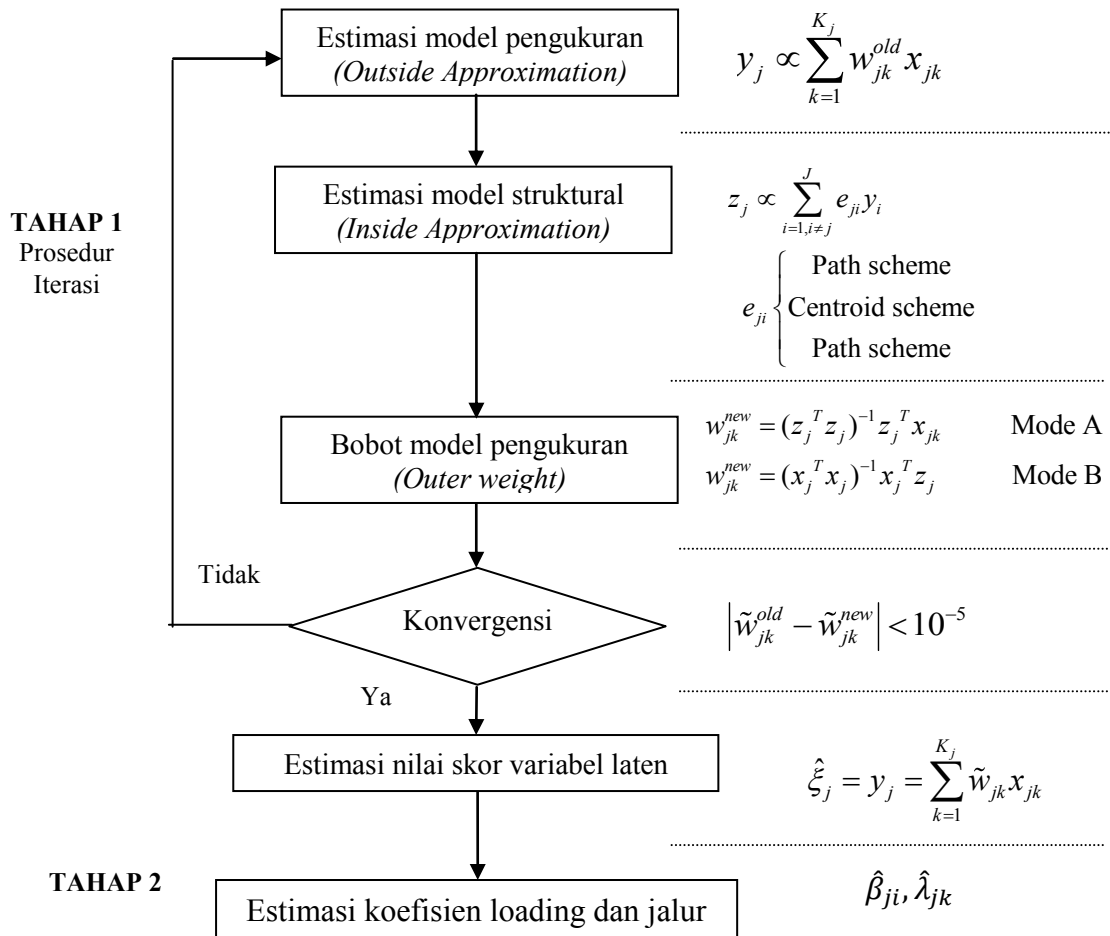 Estimasi model pengukuran
(Outside Approximation)
y_j ∝ ∑_{k=1}^{K_j} w_{jk}^{old} x_{jk}
TAHAP 1
Prosedur
Iterasi
Estimasi model struktural
(Inside Approximation)
z_j ∝ ∑_{i=1,i≠j}^{J} e_{ji} y_i
e_{ji} {
Path scheme
Centroid scheme
Path scheme
Bobot model pengukuran
(Outer weight)
w_{jk}^{new} = (z_j^T z_j)^{-1} z_j^T x_{jk} Mode A
w_{jk}^{new} = (x_j^T x_j)^{-1} x_j^T z_j Mode B
Tidak
Konvergensi
|w̃_{jk}^{old} − w̃_{jk}^{new}| < 10^{-5}
Ya
Estimasi nilai skor variabel laten
ξ̂_j = y_j = ∑_{k=1}^{K_j} w̃_{jk} x_{jk}
TAHAP 2
Estimasi koefisien loading dan jalur
β̂_{ji}, λ̂_{jk}